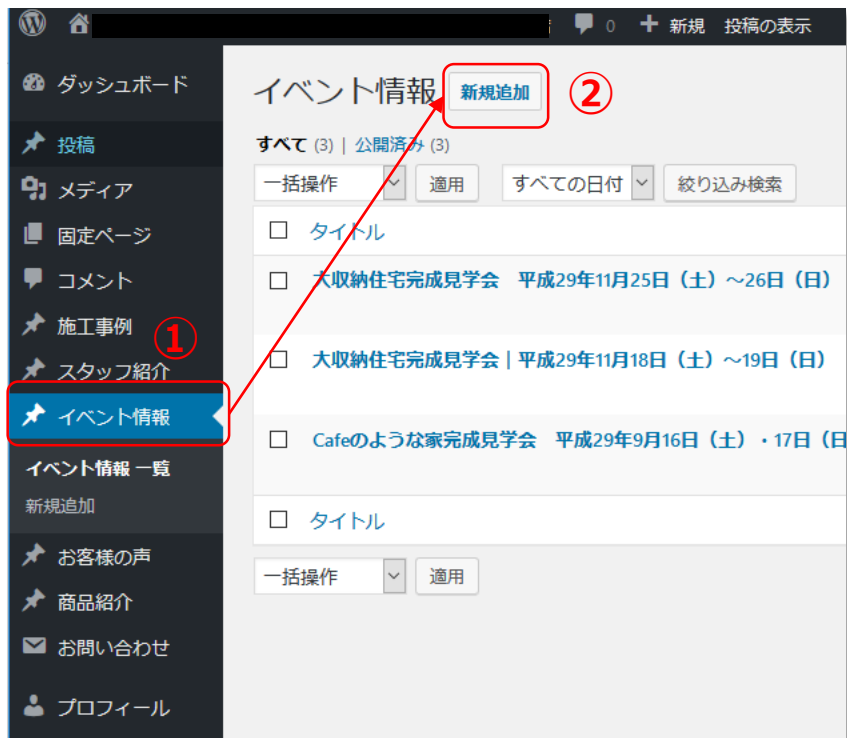 0 新規 投稿の表示
ダッシュボード
投稿
メディア
固定ページ
コメント
施工事例
①
スタッフ紹介
イベント情報
イベント情報 一覧
新規追加
お客様の声
商品紹介
お問い合わせ
プロフィール
イベント情報 新規追加 ②
すべて (3) | 公開済み (3)
一括操作 適用 すべての日付 絞り込み検索
タイトル
大収納住宅完成見学会 平成29年11月25日（土）～26日（日）
大収納住宅完成見学会｜平成29年11月18日（土）～19日（日）
Cafeのような家完成見学会 平成29年9月16日（土）・17日（日
タイトル
一括操作 適用